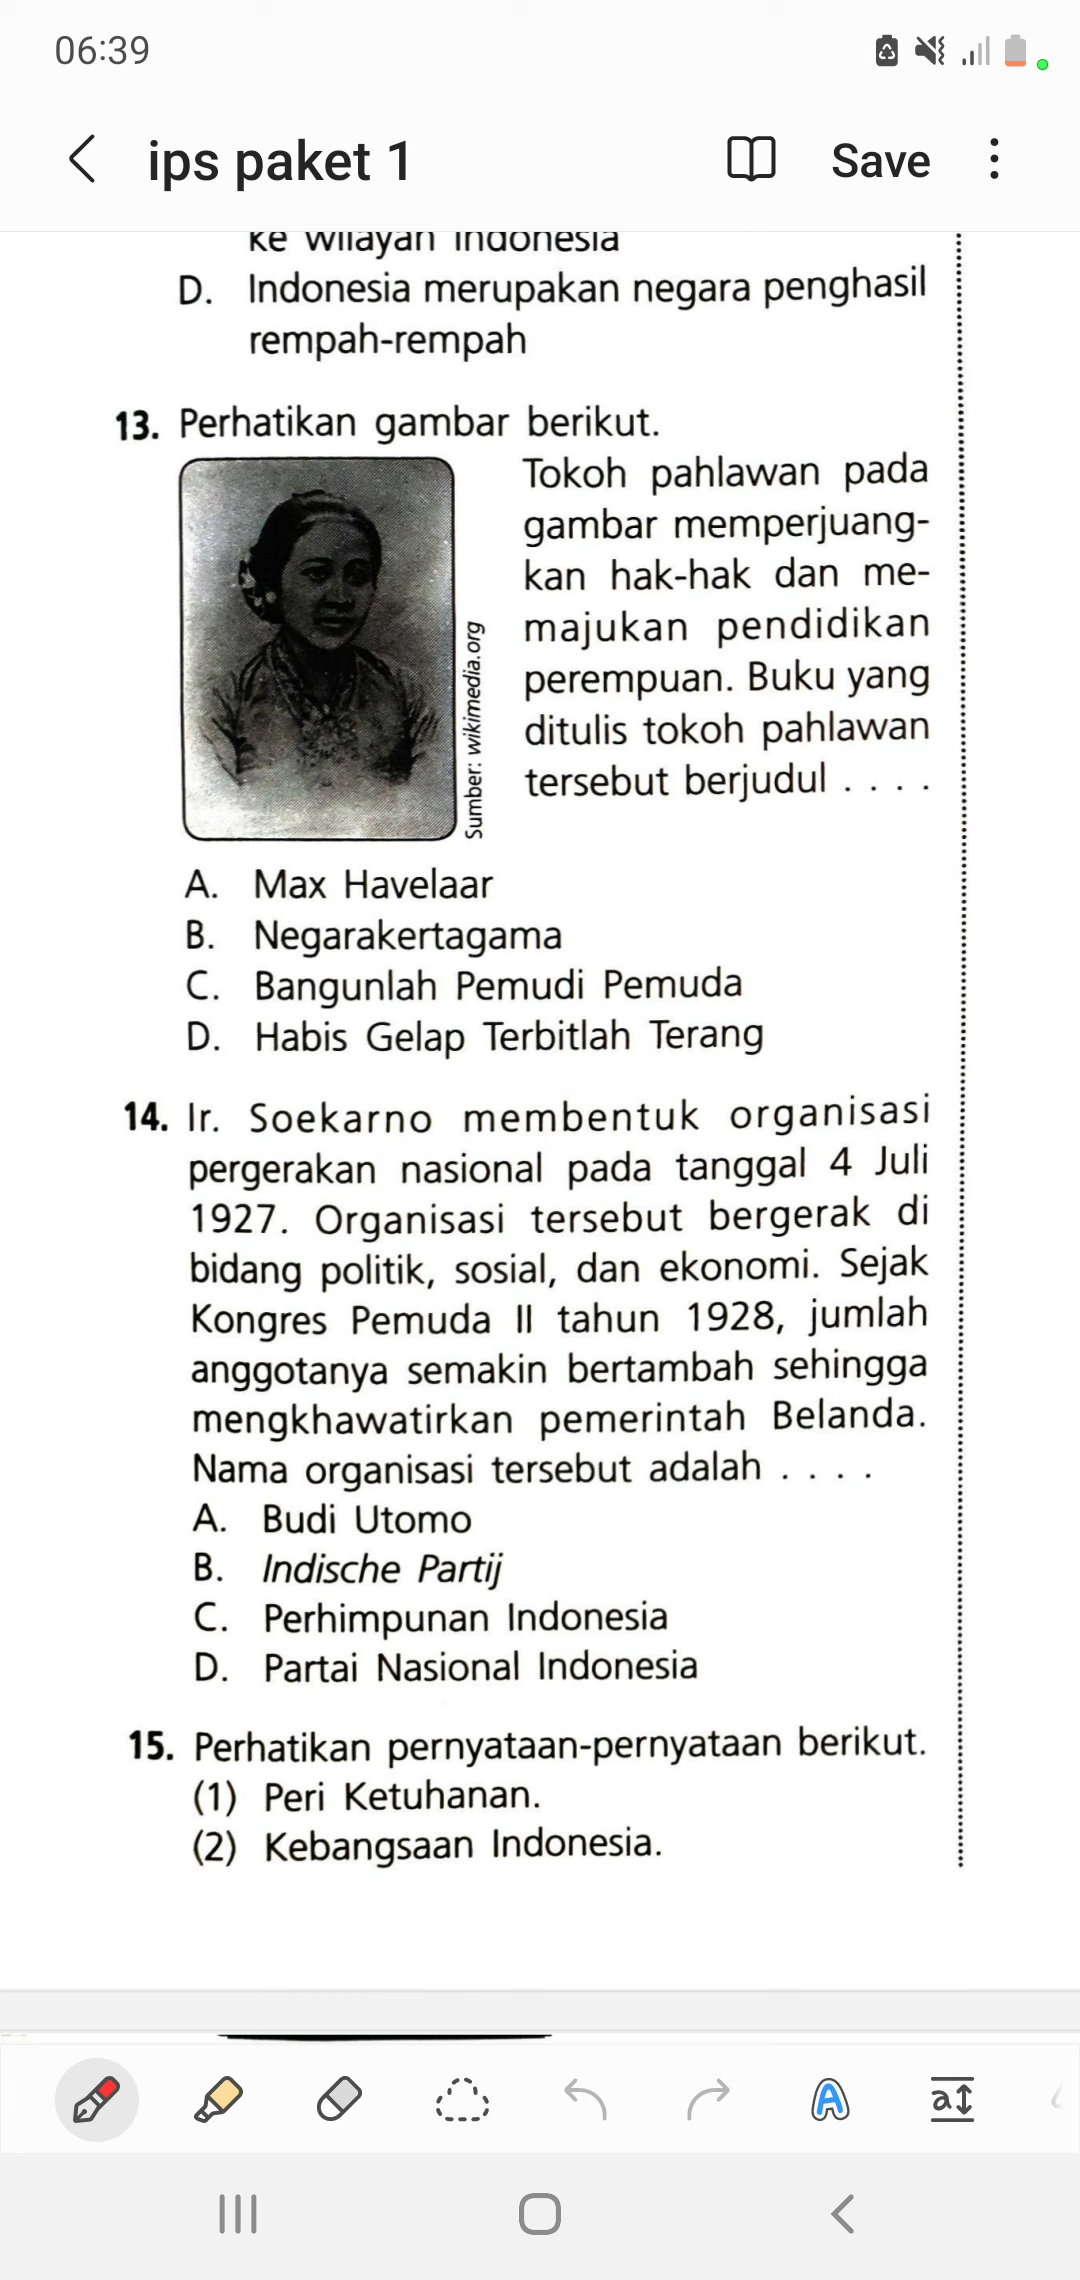 06:39
ips paket 1
Save
ke wilayah Indonesia
D. Indonesia merupakan negara penghasil
rempah-rempah
13. Perhatikan gambar berikut.
Tokoh pahlawan pada
gambar memperjuang-
kan hak-hak dan me-
majukan pendidikan
perempuan. Buku yang
ditulis tokoh pahlawan
tersebut berjudul . . . .
Sumber: wikimedia.org
A. Max Havelaar
B. Negarakertagama
C. Bangunlah Pemudi Pemuda
D. Habis Gelap Terbitlah Terang
14. Ir. Soekarno membentuk organisasi
pergerakan nasional pada tanggal 4 Juli
1927. Organisasi tersebut bergerak di
bidang politik, sosial, dan ekonomi. Sejak
Kongres Pemuda II tahun 1928, jumlah
anggotanya semakin bertambah sehingga
mengkhawatirkan pemerintah Belanda.
Nama organisasi tersebut adalah . . . .
A. Budi Utomo
B. Indische Partij
C. Perhimpunan Indonesia
D. Partai Nasional Indonesia
15. Perhatikan pernyataan-pernyataan berikut.
(1) Peri Ketuhanan.
(2) Kebangsaan Indonesia.